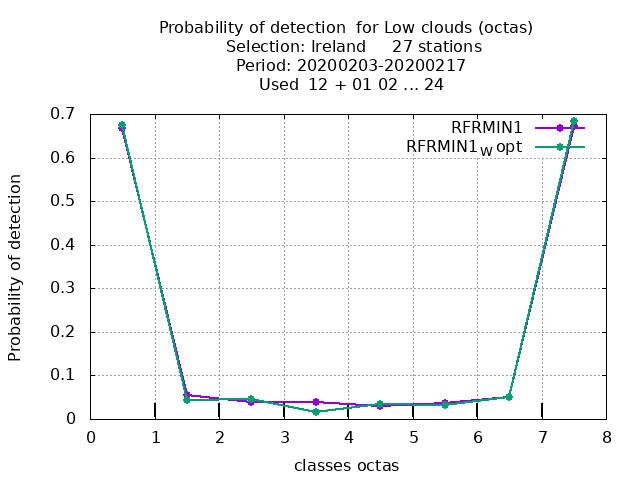 Probability of detection  for Low clouds (octas)
Selection: Ireland     27 stations
Period: 20200203-20200217
Used  12 + 01 02 ... 24
RFRMIN1
RFRMIN1W opt
Probability of detection
0.7
0.6
0.5
0.4
0.3
0.2
0.1
0
0 1 2 3 4 5 6 7 8
classes octas